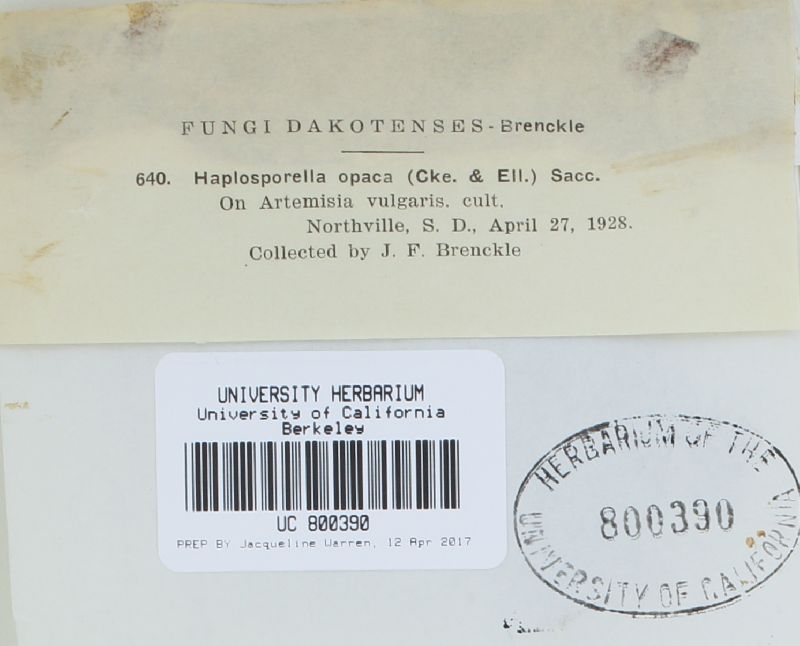 FUNGI DAKOTENSES - Brenckle
640. Haplosporella opaca (Cke. & Ell.) Sacc.
On Artemisia vulgaris. cult.
Northville, S. D., April 27, 1928.
Collected by J. F. Brenckle
UNIVERSITY HERBARIUM
University of California
Berkeley
UC 800390
PREP BY Jacqueline Warren, 12 Apr 2017
HERBARIUM OF THE
800390
UNIVERSITY OF CALIFORNIA